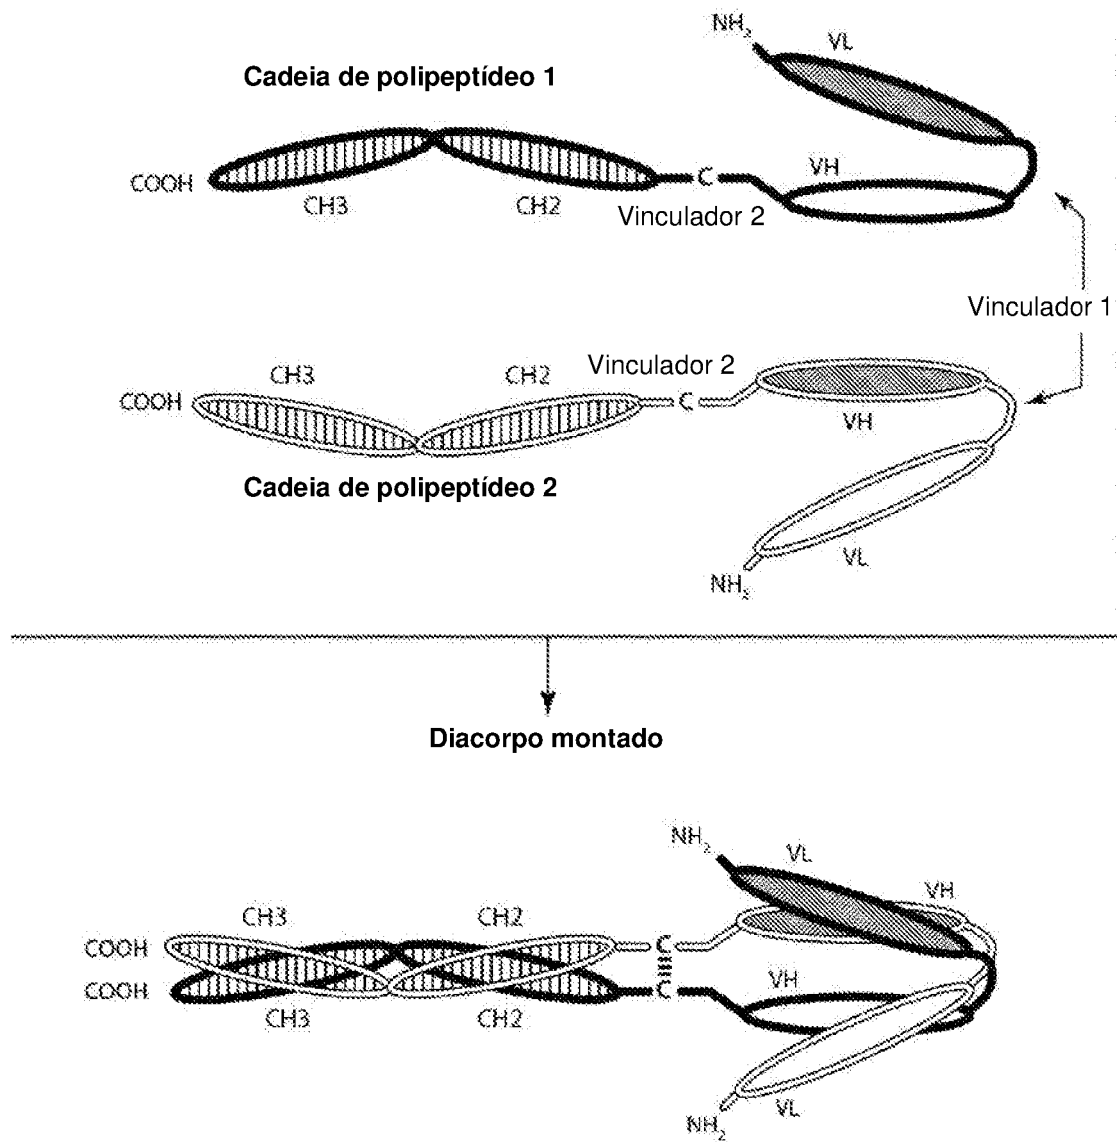 NH2
VL
Cadeia de polipeptídeo 1
COOH
CH3
CH2
C
VH
Vinculador 2
Vinculador 1
Vinculador 2
CH3
CH2
COOH
C
VH
Cadeia de polipeptídeo 2
VL
NH2
Diacorpo montado
NH2
VL
VH
CH3
CH2
COOH
C
COOH
C
VH
CH3
CH2
VL
NH2